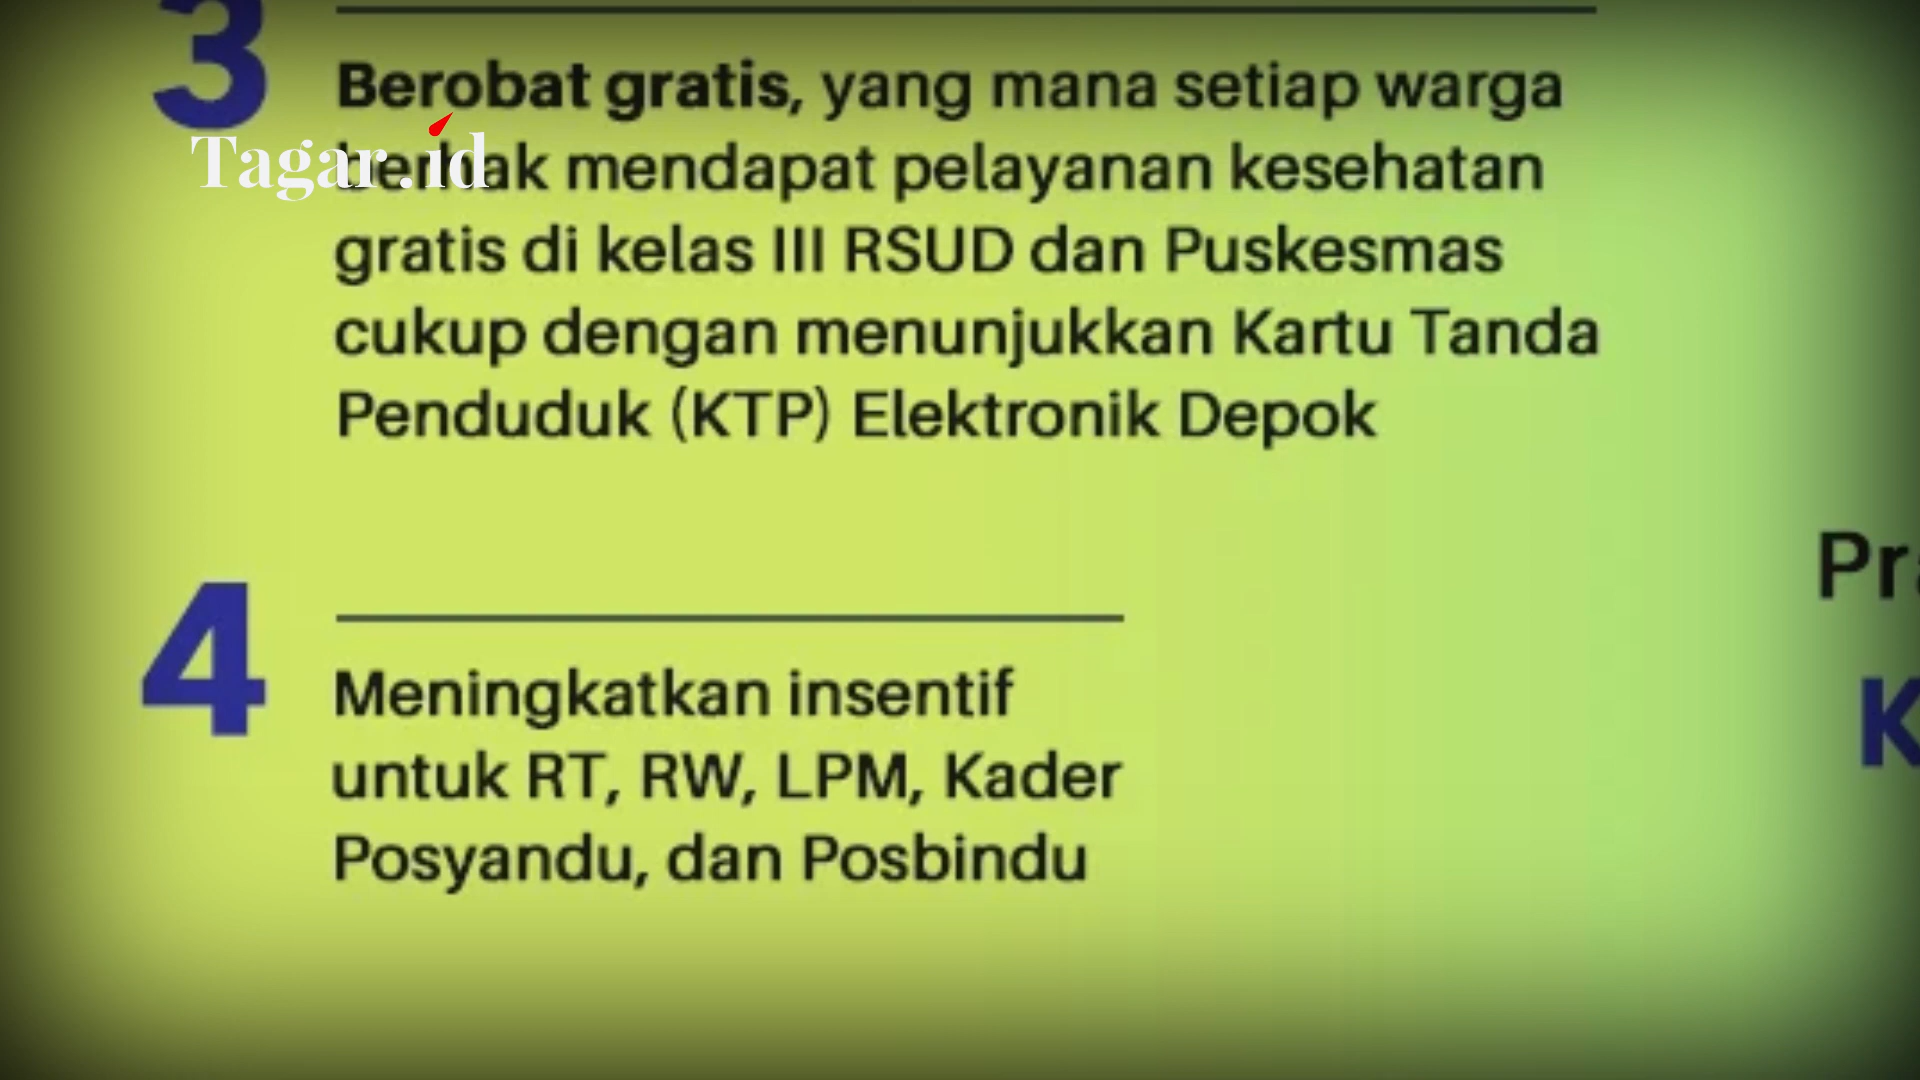 3
Berobat gratis, yang mana setiap warga
berhak mendapat pelayanan kesehatan
gratis di kelas III RSUD dan Puskesmas
cukup dengan menunjukkan Kartu Tanda
Penduduk (KTP) Elektronik Depok
Tagar.id
4
Meningkatkan insentif
untuk RT, RW, LPM, Kader
Posyandu, dan Posbindu